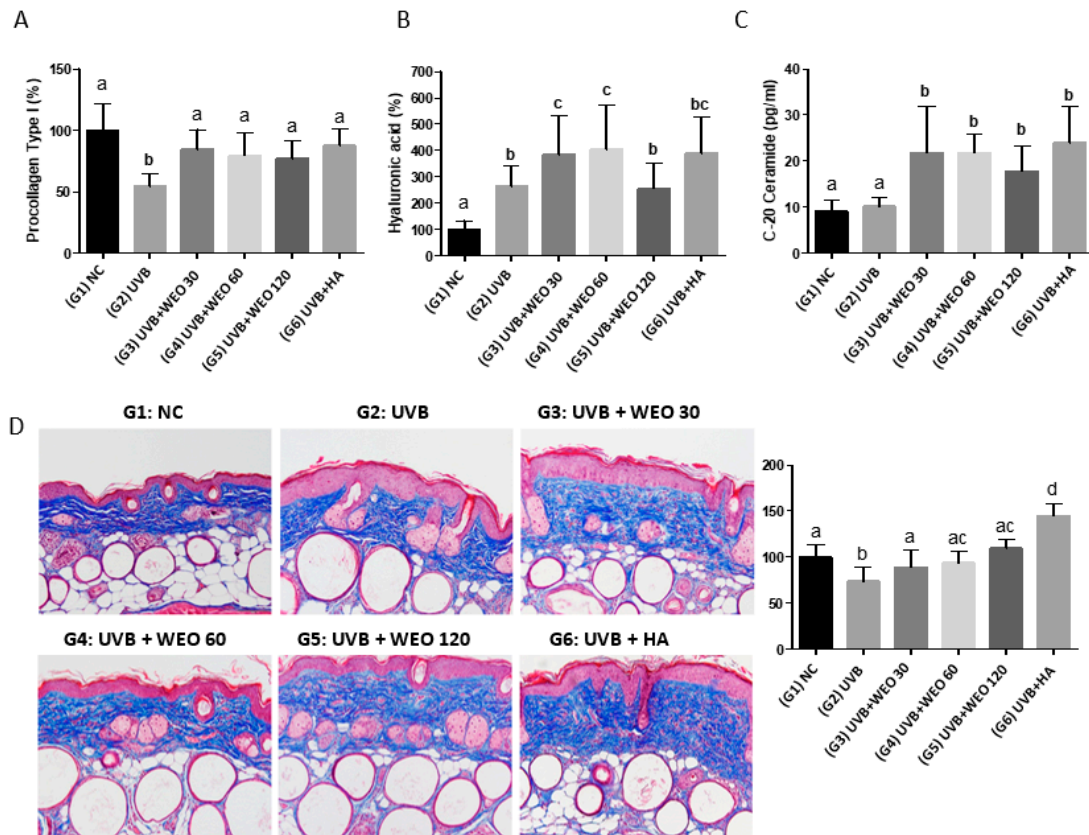 A
Procollagen Type I (%)
150
100
50
0
a
b
a
a
a
a
(G1) NC
(G2) UVB
(G3) UVB+WEO 30
(G4) UVB+WEO 60
(G5) UVB+WEO 120
(G6) UVB+HA
B
Hyaluronic acid (%)
700
600
500
400
300
200
100
0
a
b
c
c
b
bc
(G1) NC
(G2) UVB
(G3) UVB+WEO 30
(G4) UVB+WEO 60
(G5) UVB+WEO 120
(G6) UVB+HA
C
C-20 Ceramide (pg/ml)
40
30
20
10
0
a
a
b
b
b
b
(G1) NC
(G2) UVB
(G3) UVB+WEO 30
(G4) UVB+WEO 60
(G5) UVB+WEO 120
(G6) UVB+HA
D
G1: NC
G2: UVB
G3: UVB + WEO 30
G4: UVB + WEO 60
G5: UVB + WEO 120
G6: UVB + HA
200
150
100
50
0
a
b
a
ac
ac
d
(G1) NC
(G2) UVB
(G3) UVB+WEO 30
(G4) UVB+WEO 60
(G5) UVB+WEO 120
(G6) UVB+HA